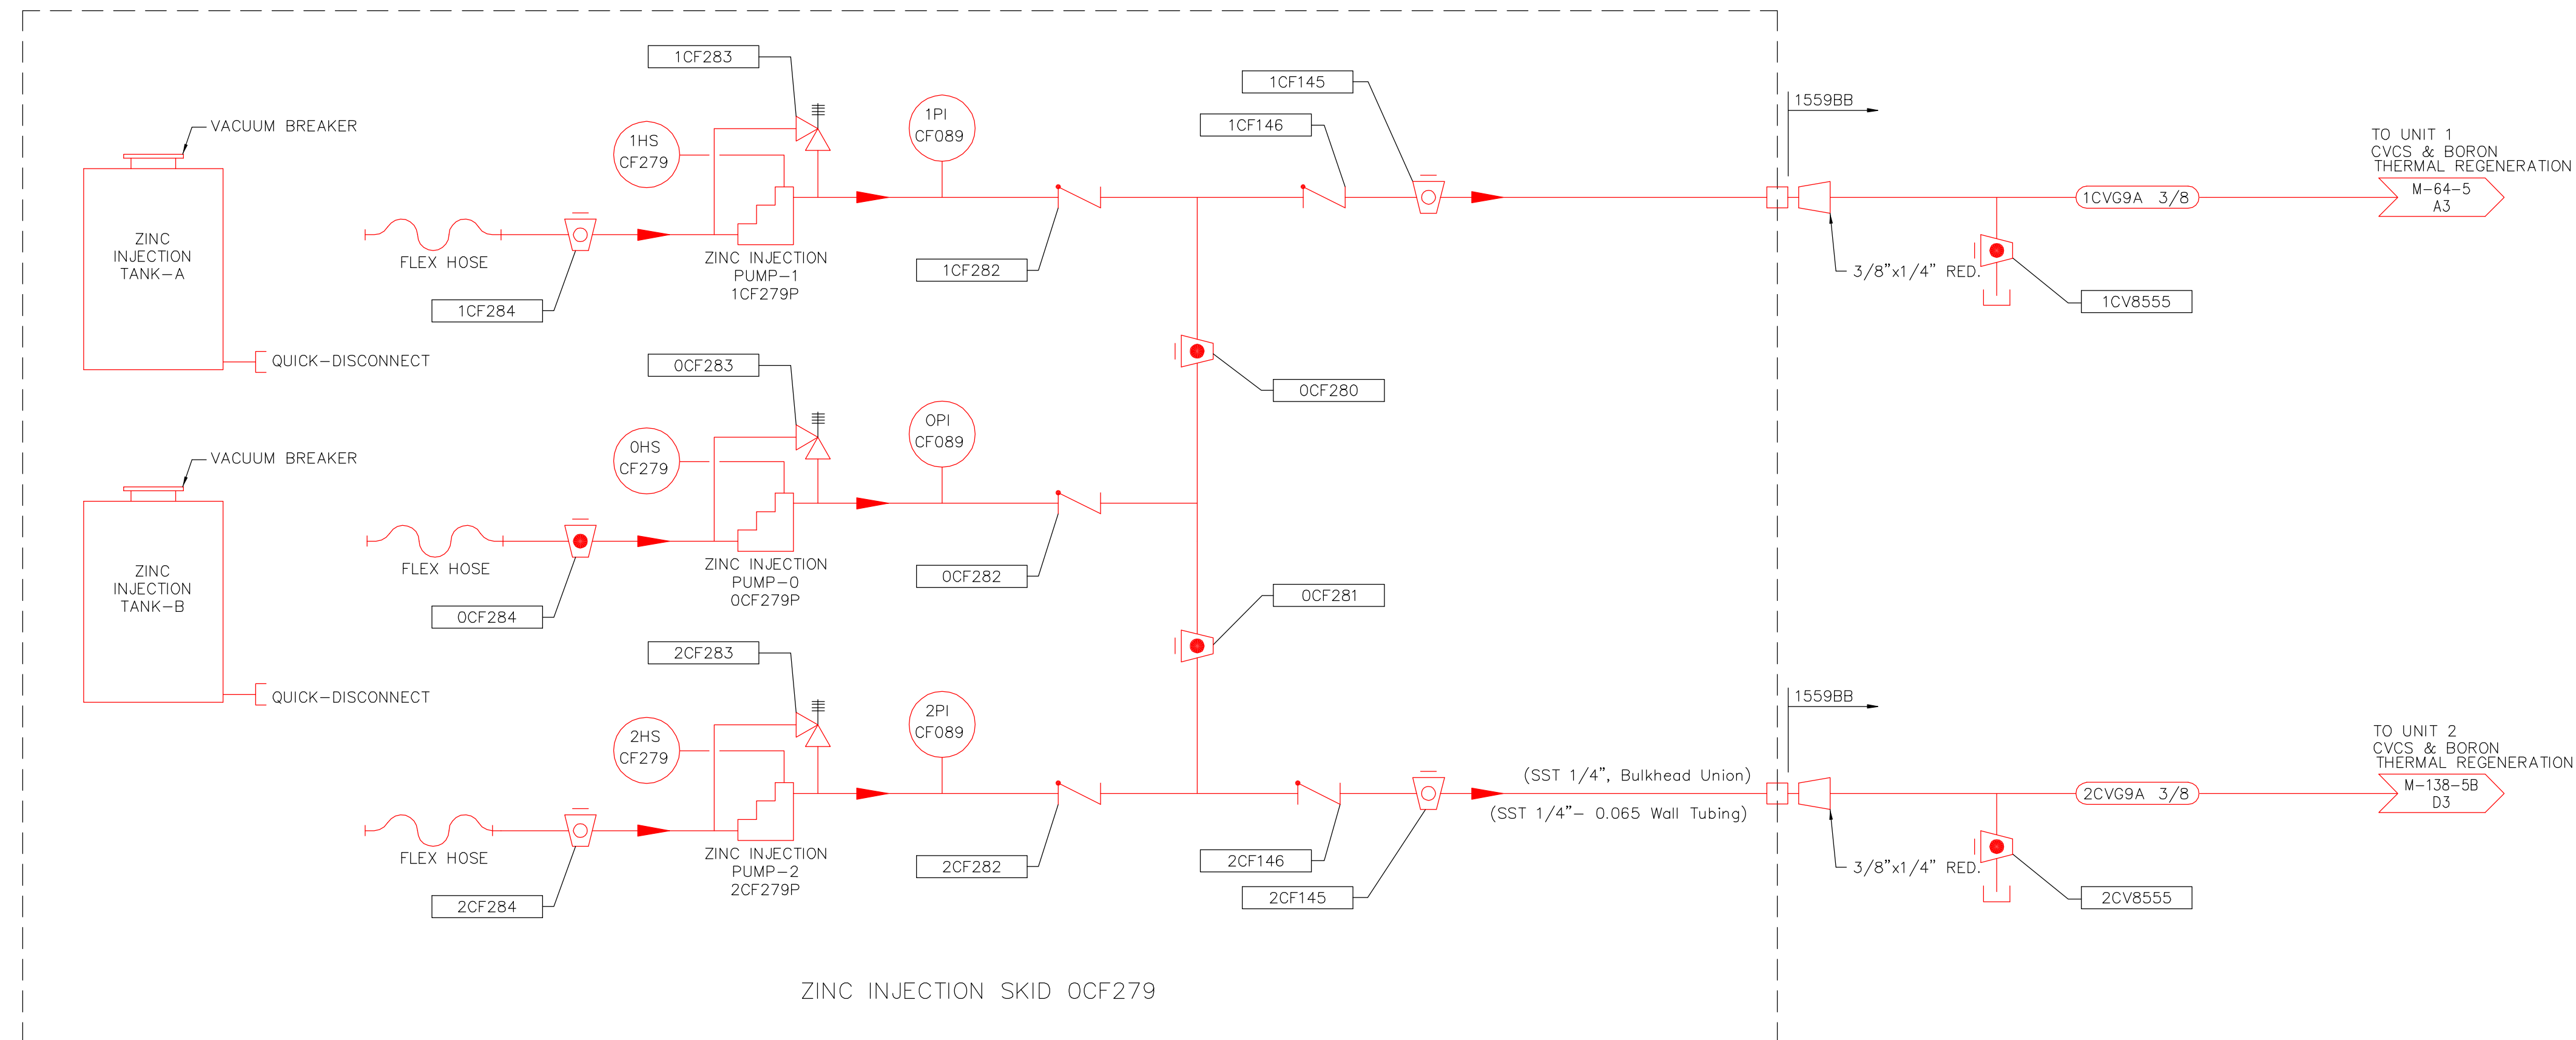 1CF283
1CF145
1PI
CF089
1CF146
1559BB
VACUUM BREAKER
1HS
CF279
TO UNIT 1
CVCS & BORON
THERMAL REGENERATION
M-64-5
A3
1CVG9A 3/8
ZINC
INJECTION
TANK-A
FLEX HOSE
ZINC INJECTION
PUMP-1
1CF279P
1CF282
3/8"x1/4" RED.
1CF284
1CV8555
QUICK-DISCONNECT
0CF283
0CF280
0PI
CF089
VACUUM BREAKER
0HS
CF279
ZINC
INJECTION
TANK-B
FLEX HOSE
ZINC INJECTION
PUMP-0
0CF279P
0CF282
0CF281
0CF284
2CF283
QUICK-DISCONNECT
1559BB
2PI
CF089
2HS
CF279
TO UNIT 2
CVCS & BORON
THERMAL REGENERATION
(SST 1/4", Bulkhead Union)
M-138-5B
D3
2CVG9A 3/8
(SST 1/4"- 0.065 Wall Tubing)
FLEX HOSE
ZINC INJECTION
PUMP-2
2CF279P
2CF282
2CF146
3/8"x1/4" RED.
2CF284
2CF145
2CV8555
ZINC INJECTION SKID 0CF279